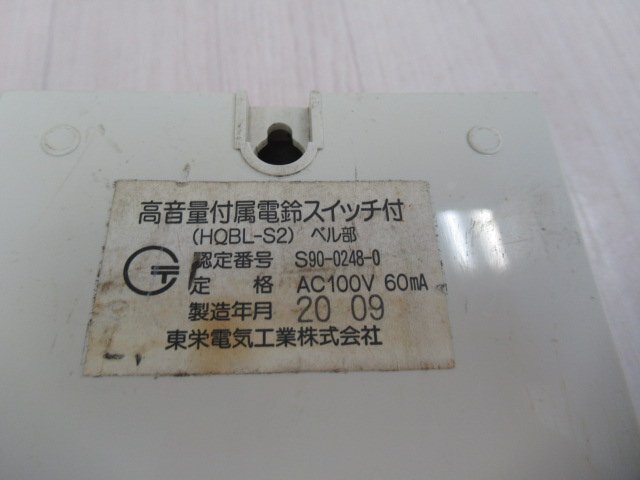 高音量付属電鈴スイッチ付
(HQBL-S2) ベル部
認定番号 S90-0248-0
定 格 AC100V 60mA
製造年月 20 09
東栄電気工業株式会社